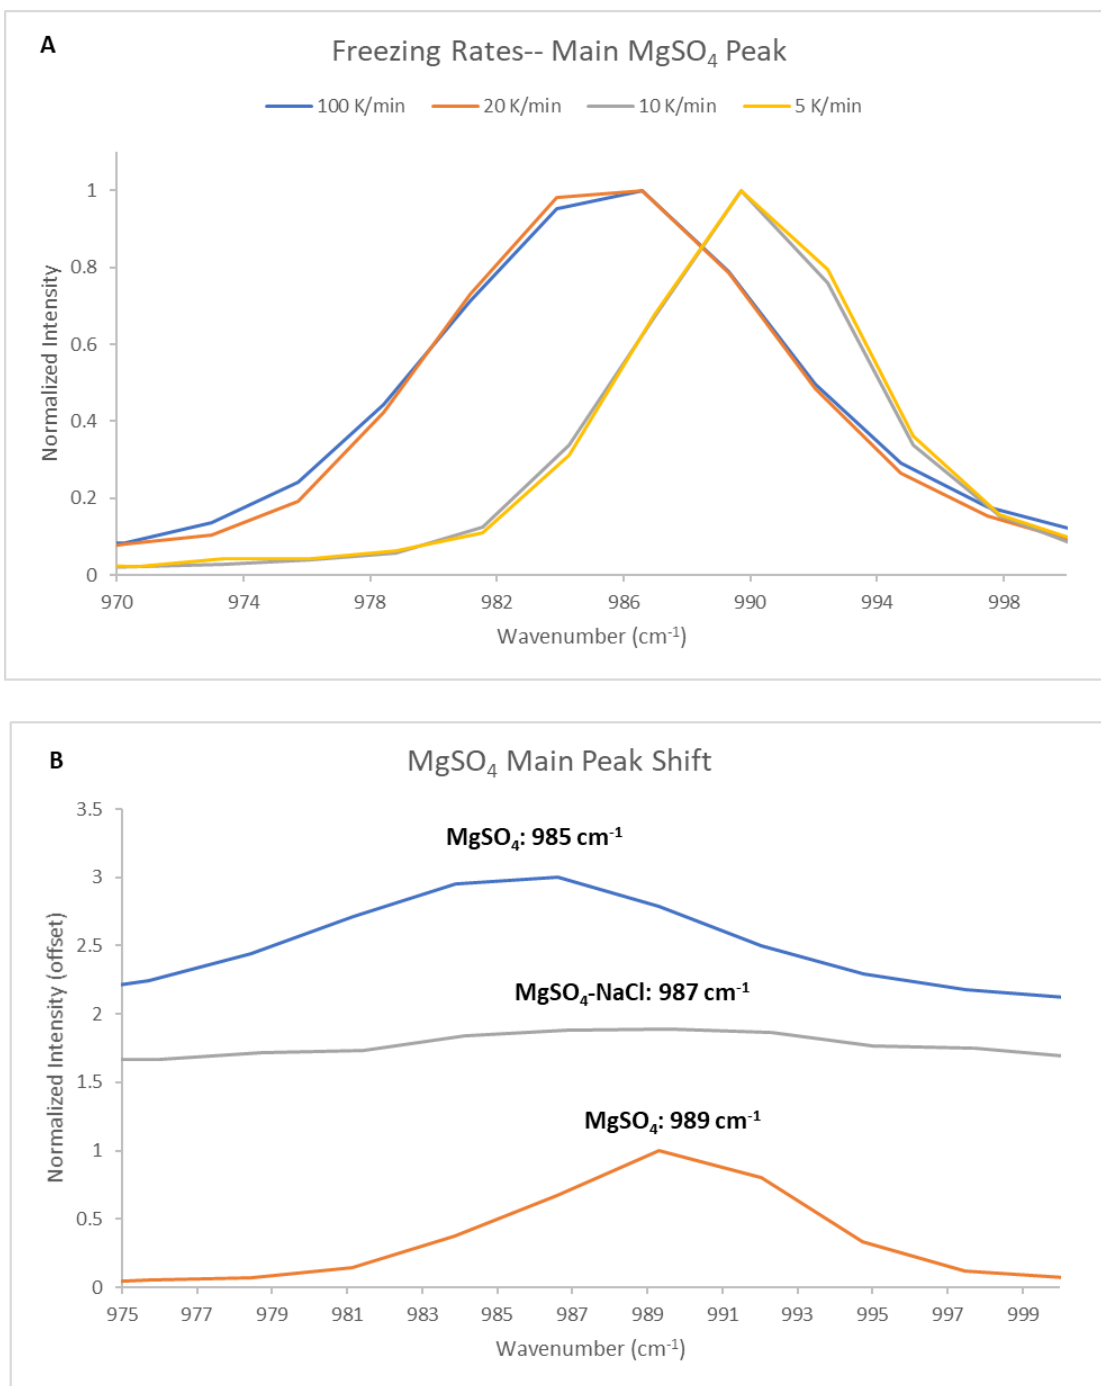 A
Freezing Rates-- Main MgSO₄ Peak
100 K/min 20 K/min 10 K/min 5 K/min
Normalized Intensity
1
0.8
0.6
0.4
0.2
0
970 974 978 982 986 990 994 998
Wavenumber (cm⁻¹)
B
MgSO₄ Main Peak Shift
Normalized Intensity (offset)
3.5
MgSO₄: 985 cm⁻¹
3
2.5
MgSO₄-NaCl: 987 cm⁻¹
2
1.5
MgSO₄: 989 cm⁻¹
1
0.5
0
975 977 979 981 983 985 987 989 991 993 995 997 999
Wavenumber (cm⁻¹)